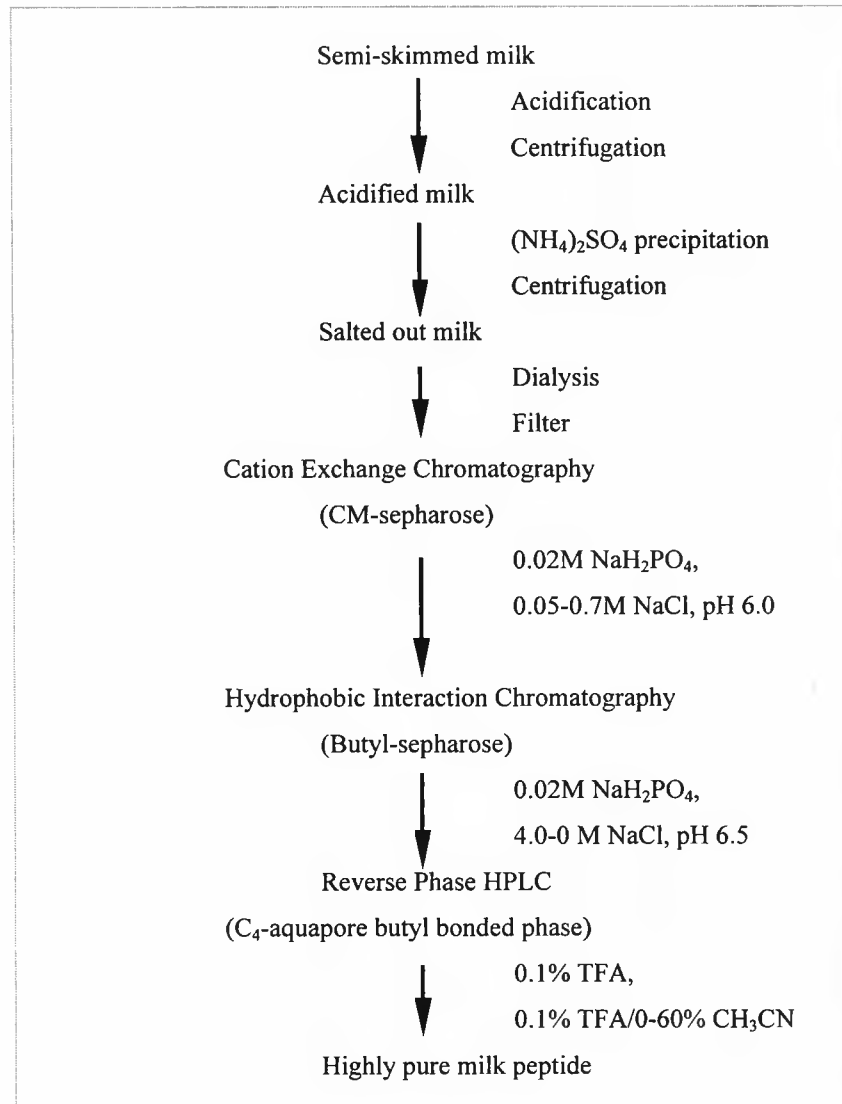 Semi-skimmed milk
Acidification
Centrifugation
Acidified milk
(NH₄)₂SO₄ precipitation
Centrifugation
Salted out milk
Dialysis
Filter
Cation Exchange Chromatography
(CM-sepharose)
0.02M NaH₂PO₄,
0.05-0.7M NaCl, pH 6.0
Hydrophobic Interaction Chromatography
(Butyl-sepharose)
0.02M NaH₂PO₄,
4.0-0 M NaCl, pH 6.5
Reverse Phase HPLC
(C₄-aquapore butyl bonded phase)
0.1% TFA,
0.1% TFA/0-60% CH₃CN
Highly pure milk peptide